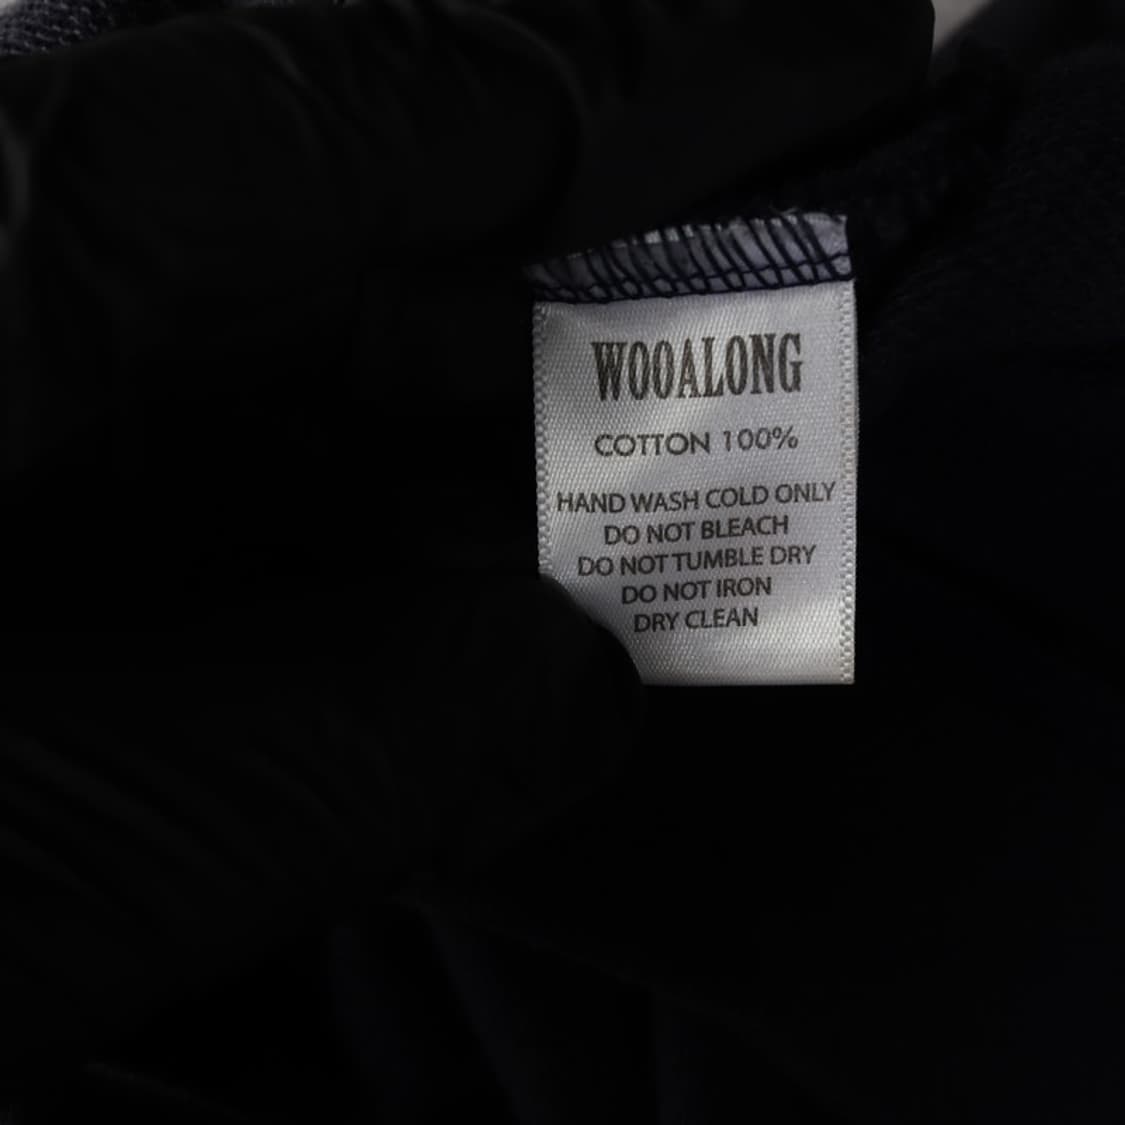 WOOALONG
COTTON 100%
HAND WASH COLD ONLY
DO NOT BLEACH
DO NOT TUMBLE DRY
DO NOT IRON
DRY CLEAN